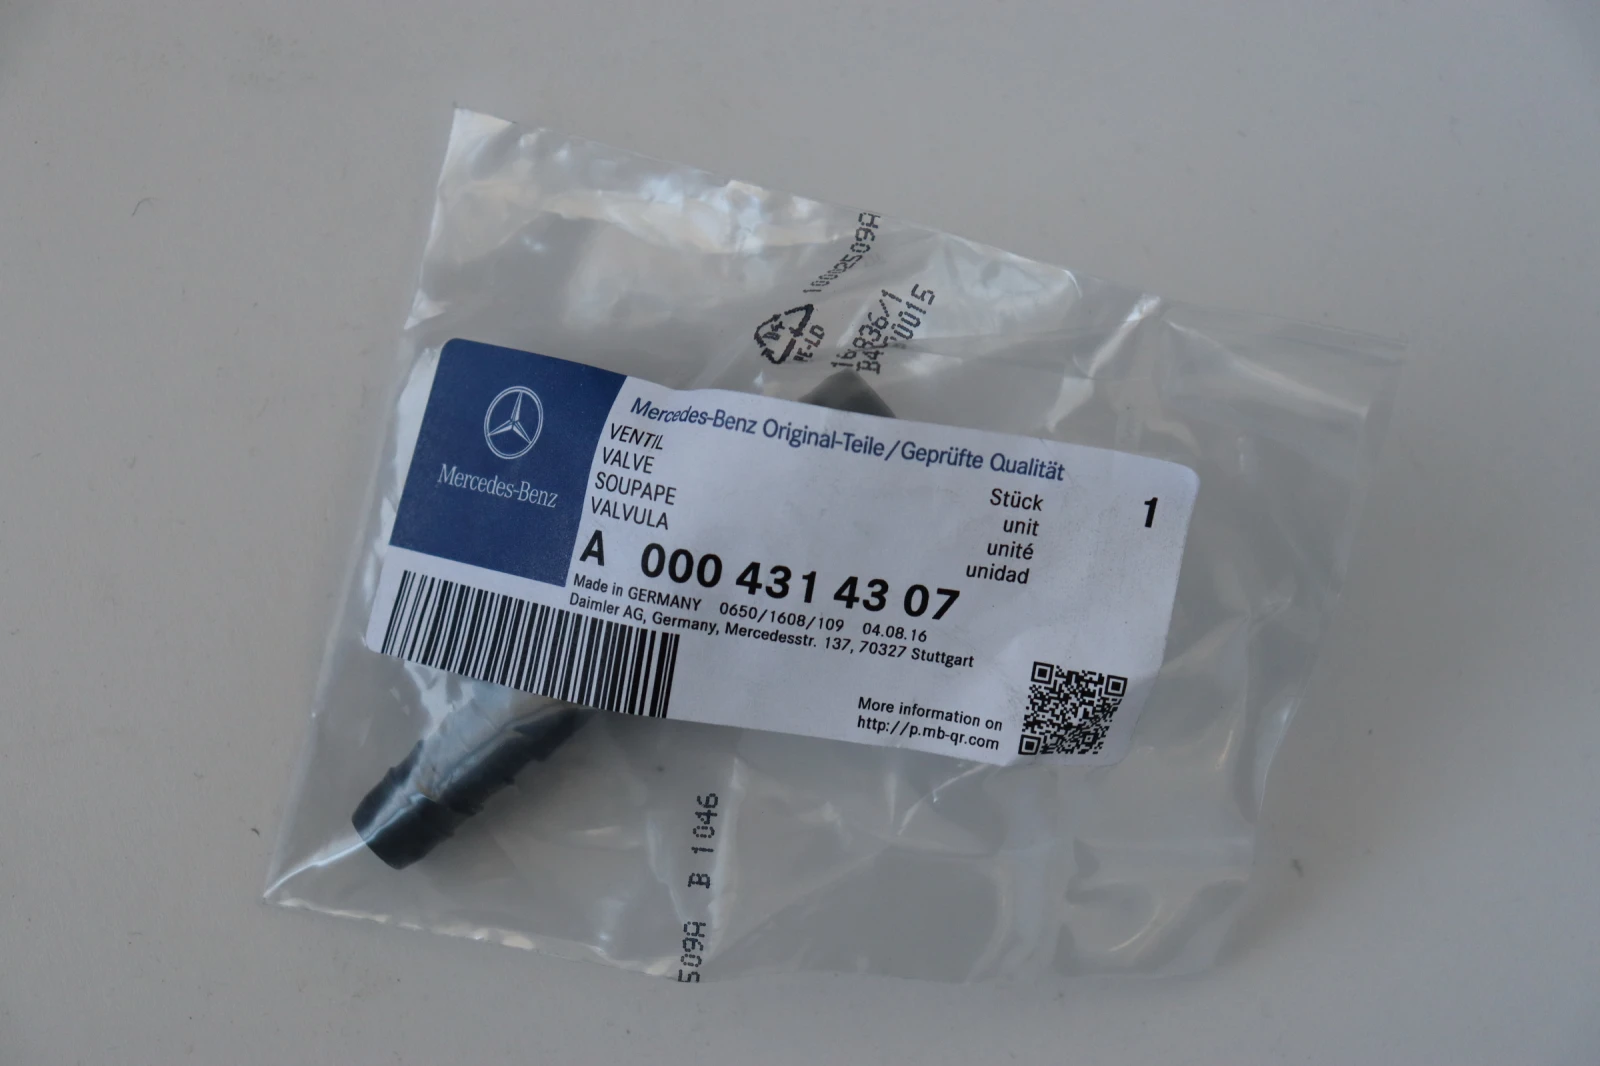 PE-LD
B45
Mercedes-Benz
Mercedes-Benz Original-Teile/Geprüfte Qualität
VENTIL
VALVE
SOUPAPE
VALVULA
Stück 1
unit
unité
unidad
A 000 431 43 07
Made in GERMANY 0650/1608/109 04.08.16
Daimler AG, Germany, Mercedesstr. 137, 70327 Stuttgart
More information on
http://p.mb-qr.com
509A B 1046